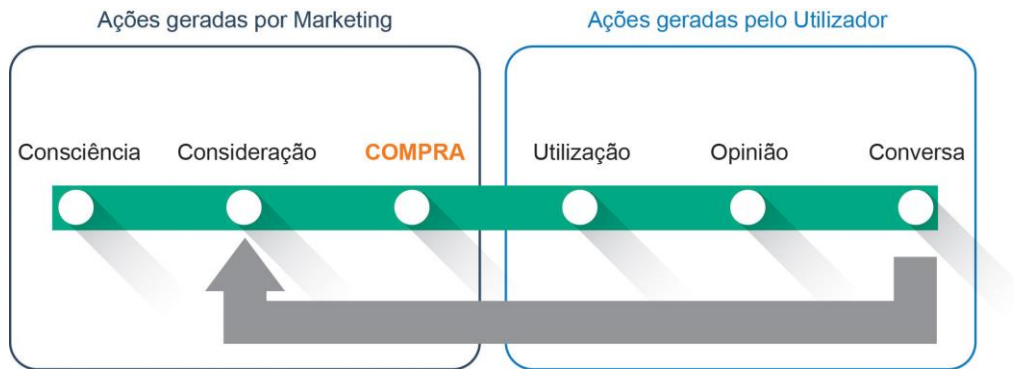 Ações geradas por Marketing
Ações geradas pelo Utilizador
Consciência
Consideração
COMPRA
Utilização
Opinião
Conversa